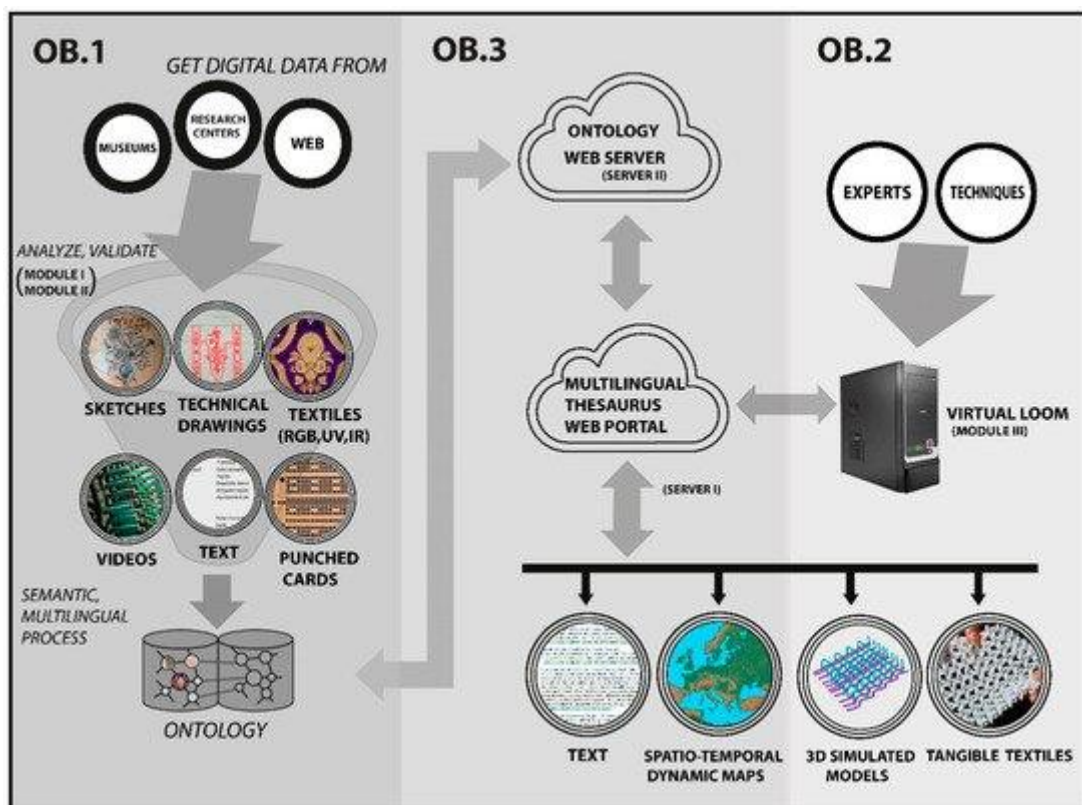 OB.1
GET DIGITAL DATA FROM
MUSEUMS
RESEARCH
CENTERS
WEB
ANALYZE, VALIDATE
(MODULE I
MODULE II)
SKETCHES
TECHNICAL
DRAWINGS
TEXTILES
(RGB,UV,IR)
VIDEOS
TEXT
PUNCHED
CARDS
SEMANTIC,
MULTILINGUAL
PROCESS
ONTOLOGY
OB.3
ONTOLOGY
WEB SERVER
(SERVER II)
MULTILINGUAL
THESAURUS
WEB PORTAL
(SERVER I)
OB.2
EXPERTS
TECHNIQUES
VIRTUAL LOOM
(MODULE III)
TEXT
SPATIO-TEMPORAL
DYNAMIC MAPS
3D SIMULATED
MODELS
TANGIBLE TEXTILES